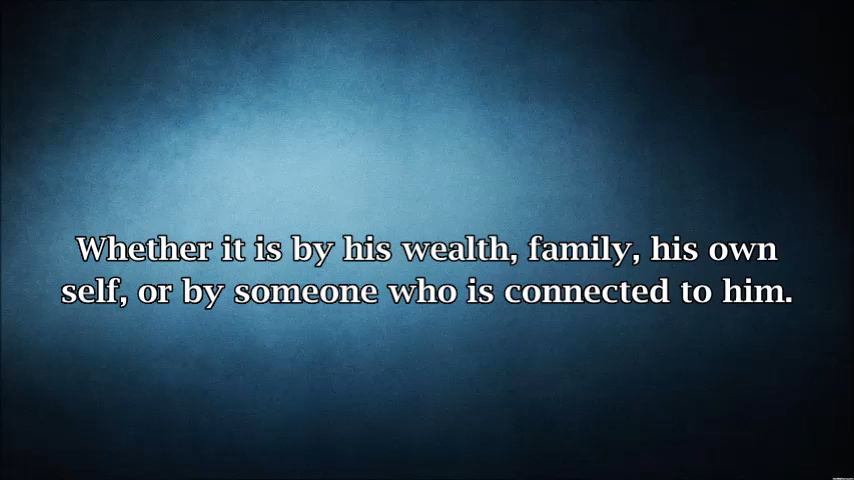 Whether it is by his wealth, family, his own
self, or by someone who is connected to him.